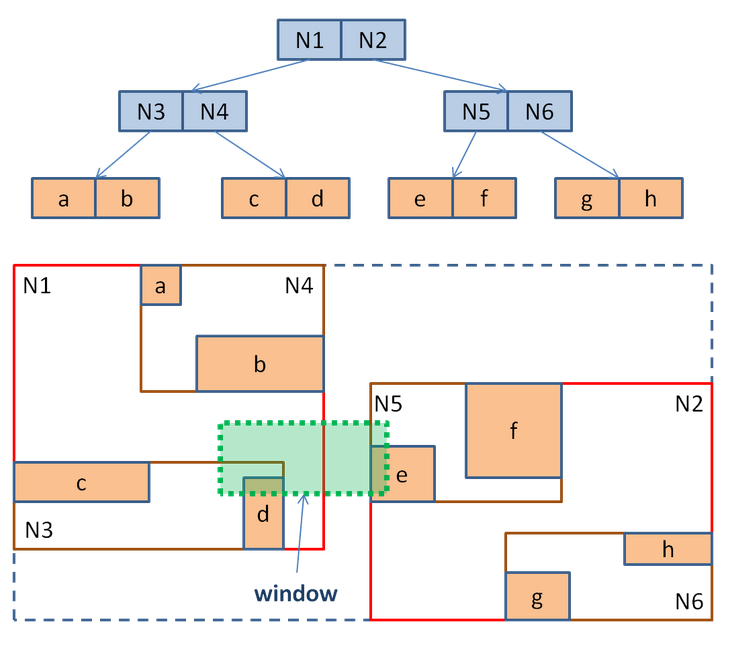 N1 N2
N3 N4 N5 N6
a b c d e f g h
N1 a N4
b
N5 N2
f
c e
d
N3
h
window g N6